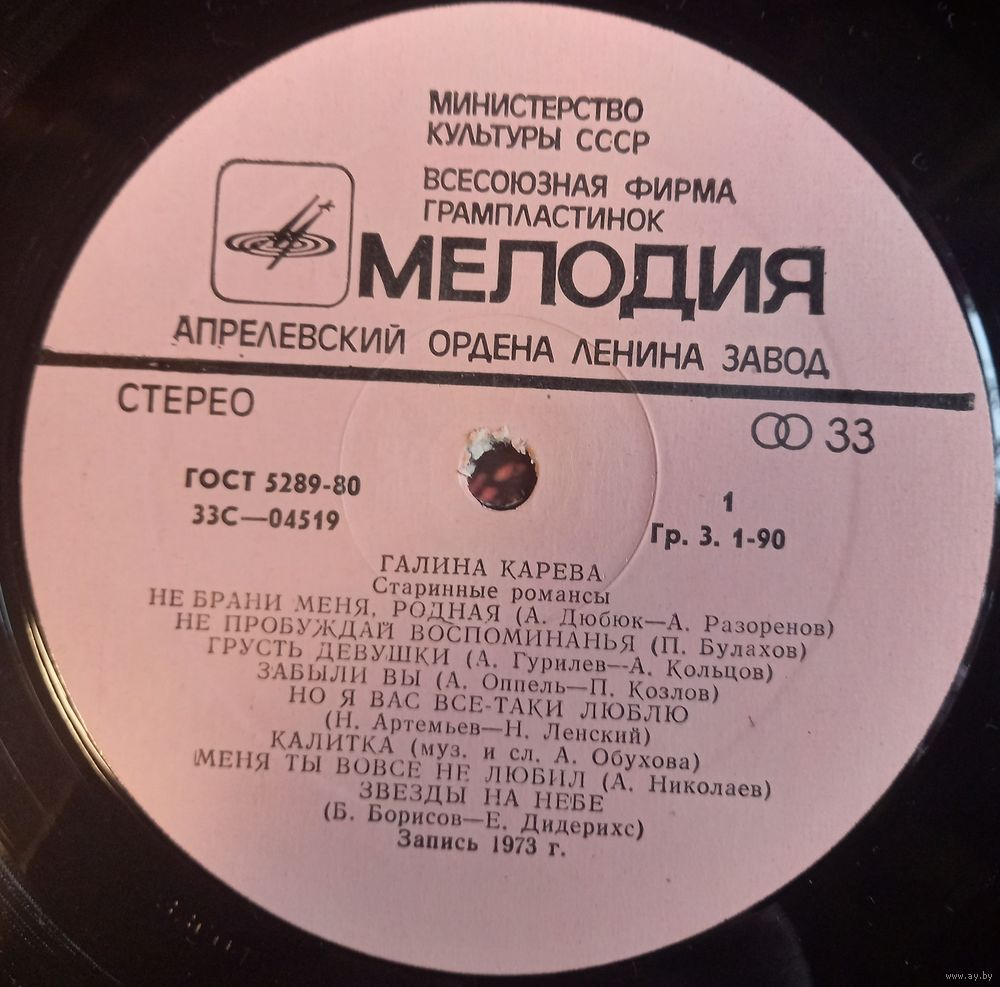 МИНИСТЕРСТВО
КУЛЬТУРЫ СССР
ВСЕСОЮЗНАЯ ФИРМА
ГРАМПЛАСТИНОК
МЕЛОДИЯ
АПРЕЛЕВСКИЙ ОРДЕНА ЛЕНИНА ЗАВОД
СТЕРЕО
33
ГОСТ 5289-80
33С—04519
1
Гр. 3. 1-90
ГАЛИНА КАРЕВА
Старинные романсы
НЕ БРАНИ МЕНЯ, РОДНАЯ (А. Дюбюк—А. Разоренов)
НЕ ПРОБУЖДАЙ ВОСПОМИНАНЬЯ (П. Булахов)
ГРУСТЬ ДЕВУШКИ (А. Гурилев—А. Кольцов)
ЗАБЫЛИ ВЫ (А. Оппель—П. Козлов)
НО Я ВАС ВСЕ-ТАКИ ЛЮБЛЮ
(Н. Артемьев—Н. Ленский)
КАЛИТКА (муз. и сл. А. Обухова)
МЕНЯ ТЫ ВОВСЕ НЕ ЛЮБИЛ (А. Николаев)
ЗВЕЗДЫ НА НЕБЕ
(Б. Борисов—Е. Дидерихс)
Запись 1973 г.
www.ay.by